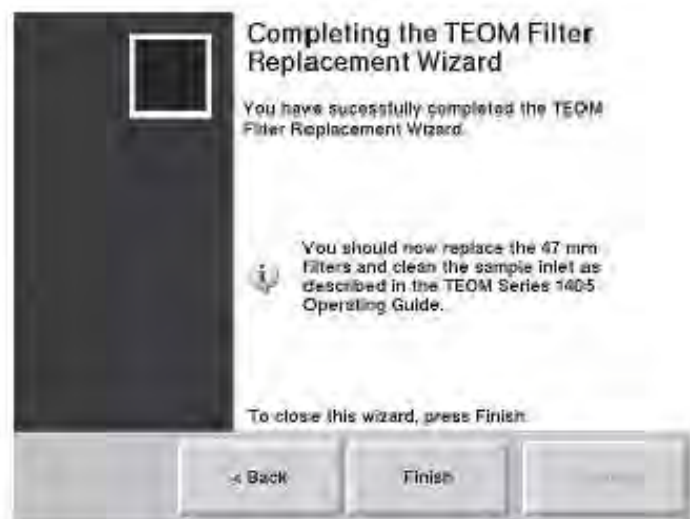 Completing the TEOM Filter
Replacement Wizard
You have sucessfully completed the TEOM
Filter Replacement Wizard.
You should now replace the 47 mm
filters and clean the sample inlet as
described in the TEOM Series 1405
Operating Guide.
To close this wizard, press Finish
< Back
Finish